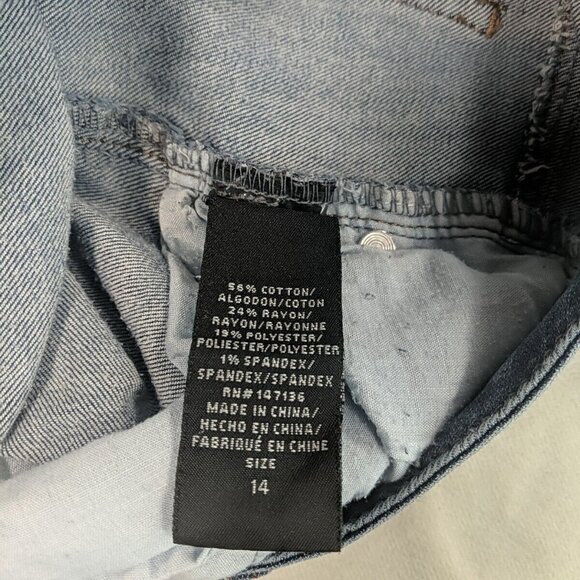 56% COTTON/
ALGODON/COTON
24% RAYON/
RAYON/RAYONNE
19% POLYESTER/
POLIESTER/POLYESTER
1% SPANDEX/
SPANDEX/SPANDEX
RN# 147136
MADE IN CHINA/
HECHO EN CHINA/
FABRIQUÉ EN CHINE
SIZE
14